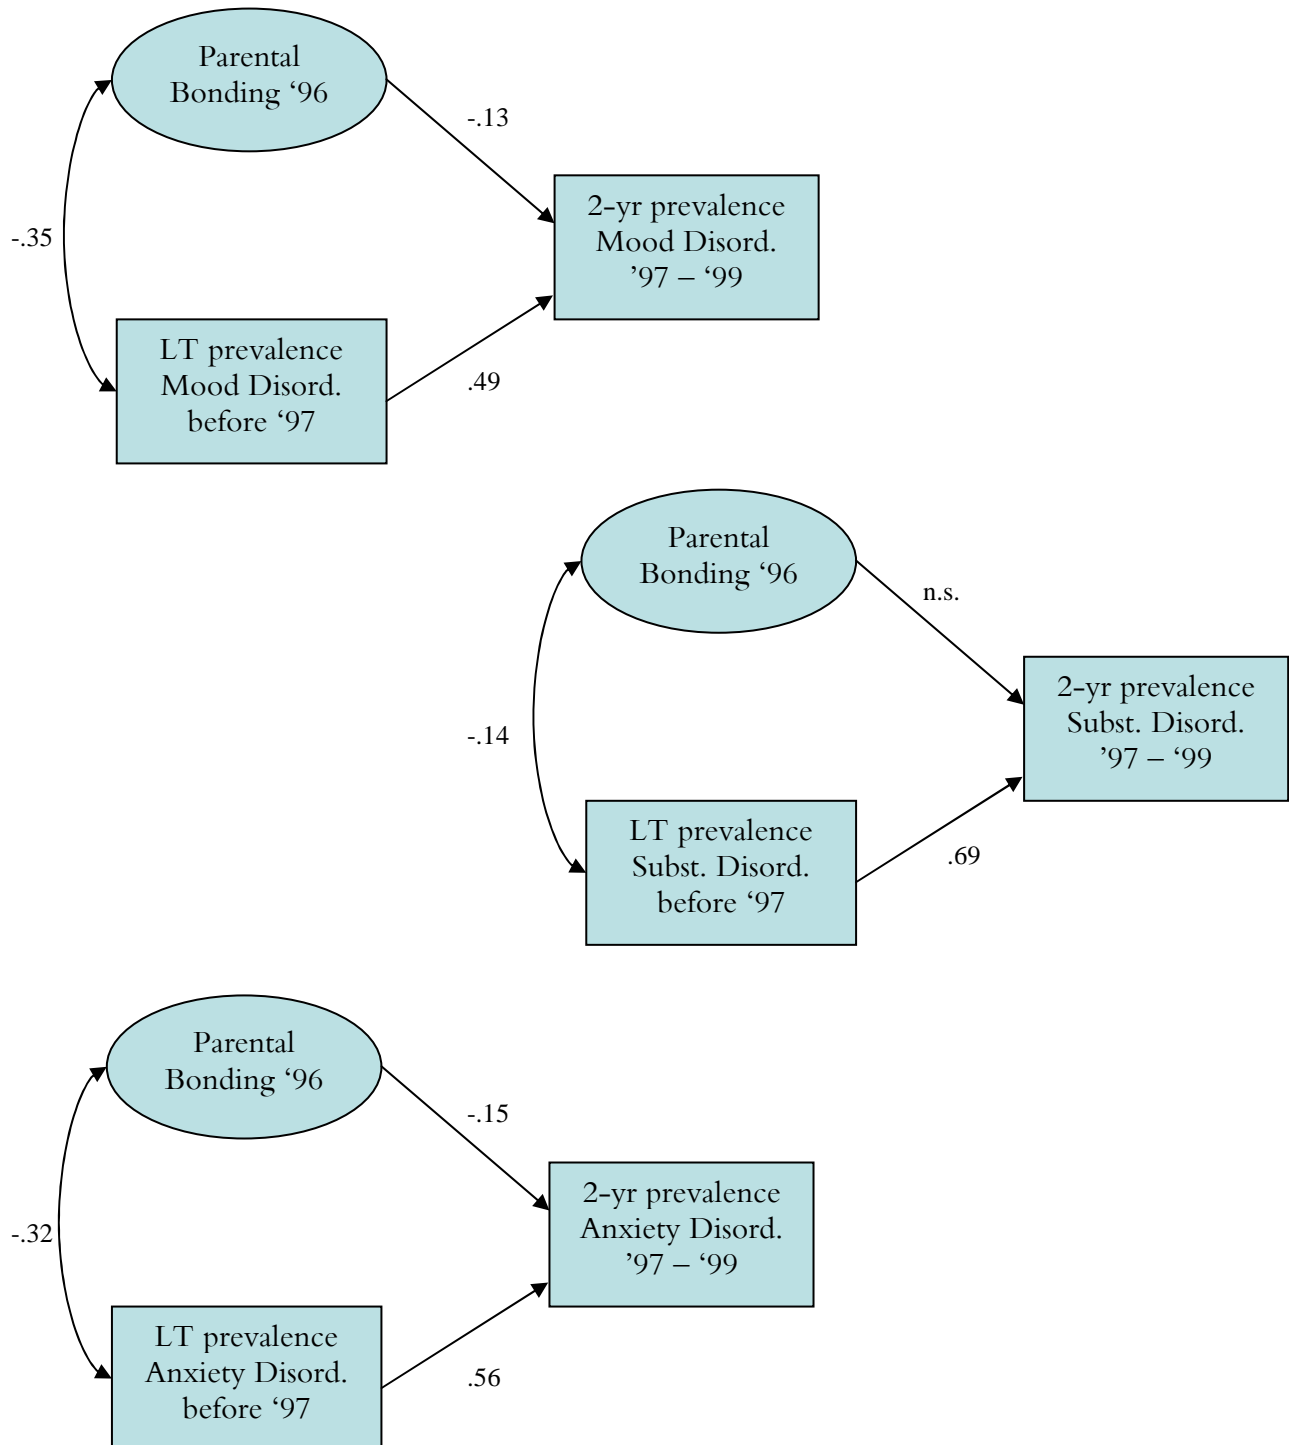 Parental
Bonding ‘96
-.13
2-yr prevalence
Mood Disord.
’97 – ‘99
-.35
LT prevalence
Mood Disord.
before ‘97
.49
Parental
Bonding ‘96
n.s.
2-yr prevalence
Subst. Disord.
’97 – ‘99
-.14
LT prevalence
Subst. Disord.
before ‘97
.69
Parental
Bonding ‘96
-.15
2-yr prevalence
Anxiety Disord.
’97 – ‘99
-.32
LT prevalence
Anxiety Disord.
before ‘97
.56